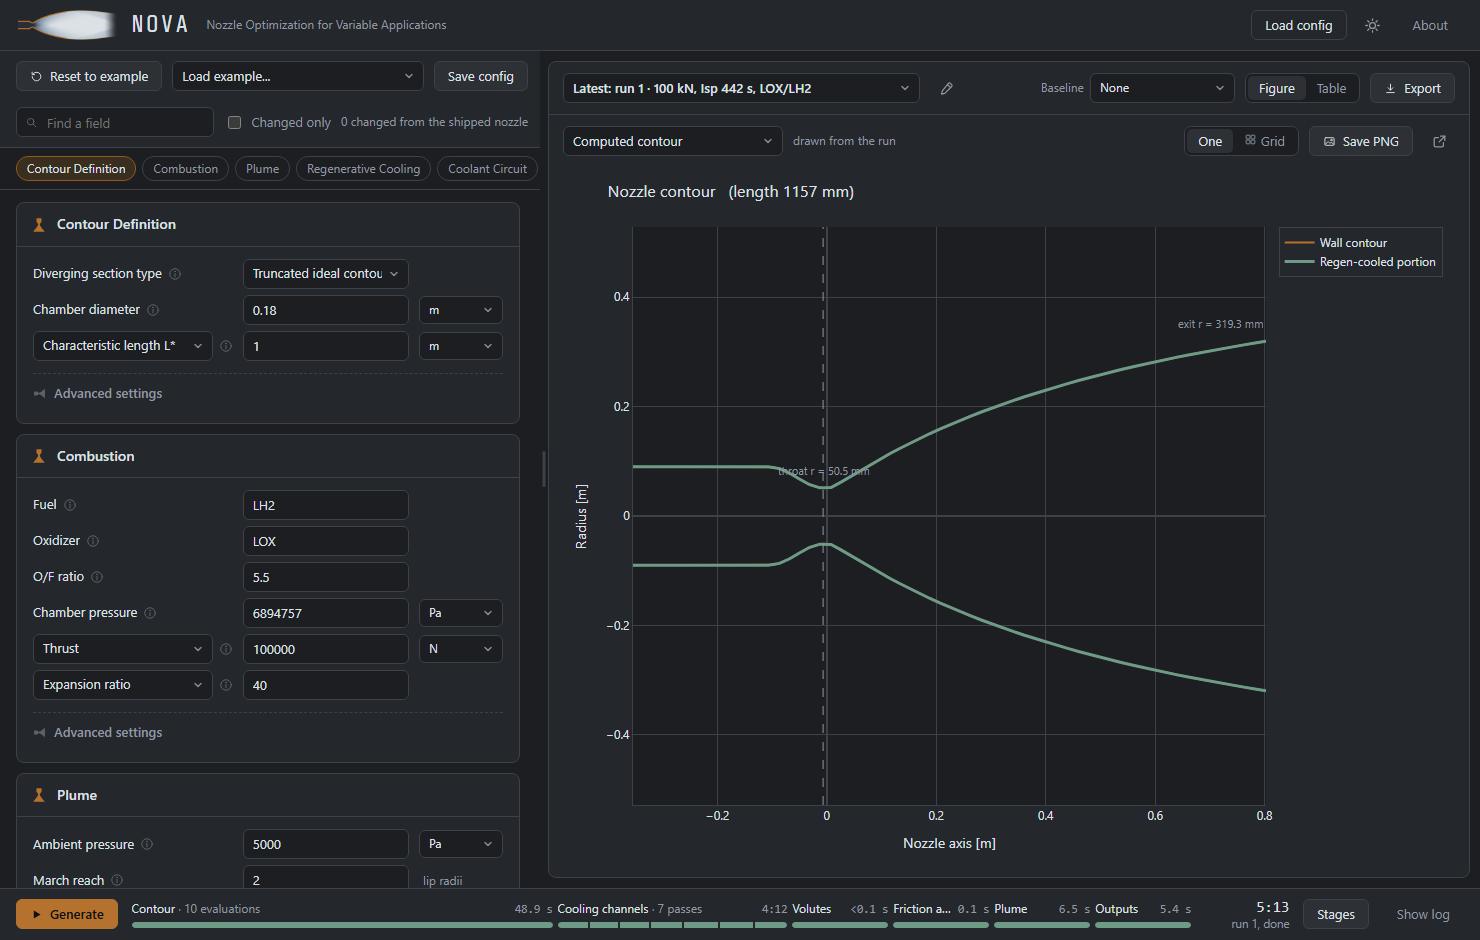 NOVA Nozzle Optimization for Variable Applications Load config About
Reset to example Load example... Save config
Find a field Changed only 0 changed from the shipped nozzle
Contour Definition Combustion Plume Regenerative Cooling Coolant Circuit
Contour Definition
Diverging section type Truncated ideal contou
Chamber diameter 0.18 m
Characteristic length L* 1 m
Advanced settings
Combustion
Fuel LH2
Oxidizer LOX
O/F ratio 5.5
Chamber pressure 6894757 Pa
Thrust 100000 N
Expansion ratio 40
Advanced settings
Plume
Ambient pressure 5000 Pa
March reach 2 lip radii
Latest: run 1 · 100 kN, Isp 442 s, LOX/LH2 Baseline None Figure Table Export
Computed contour drawn from the run One Grid Save PNG
Nozzle contour (length 1157 mm)
Wall contour
Regen-cooled portion
exit r = 319.3 mm
throat r = 50.5 mm
Radius [m]
0.4
0.2
0
−0.2
−0.4
−0.2 0 0.2 0.4 0.6 0.8
Nozzle axis [m]
Generate Contour · 10 evaluations 48.9 s Cooling channels · 7 passes 4:12 Volutes <0.1 s Friction a... 0.1 s Plume 6.5 s Outputs 5.4 s 5:13 Stages Show log
run 1, done